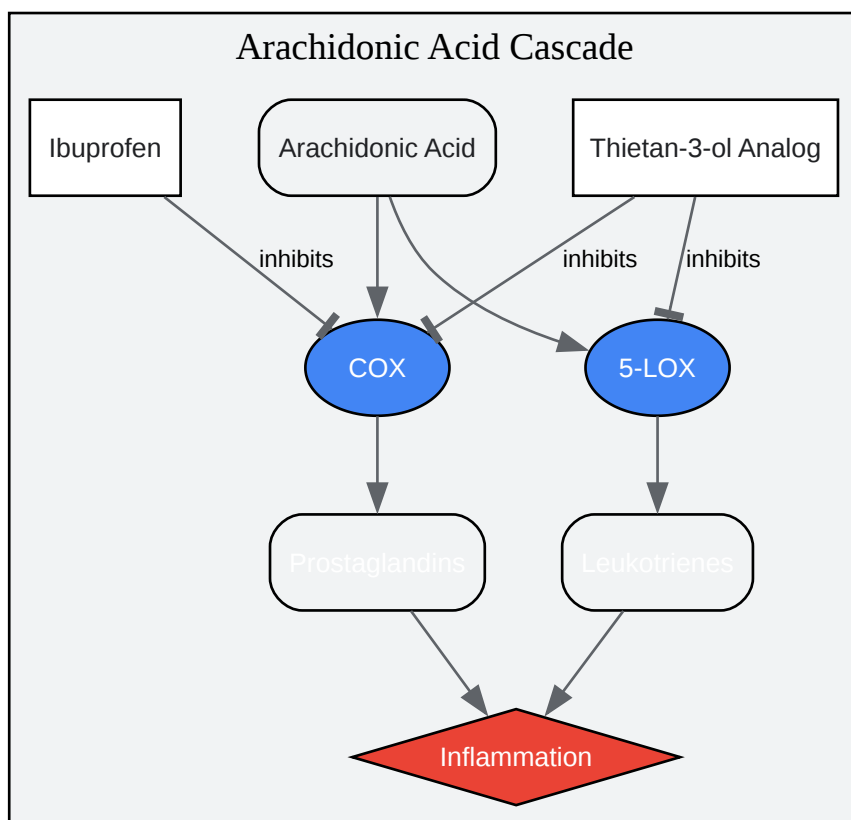 Arachidonic Acid Cascade
Ibuprofen
Arachidonic Acid
Thietan-3-ol Analog
inhibits
inhibits
inhibits
COX
5-LOX
Prostaglandins
Leukotrienes
Inflammation